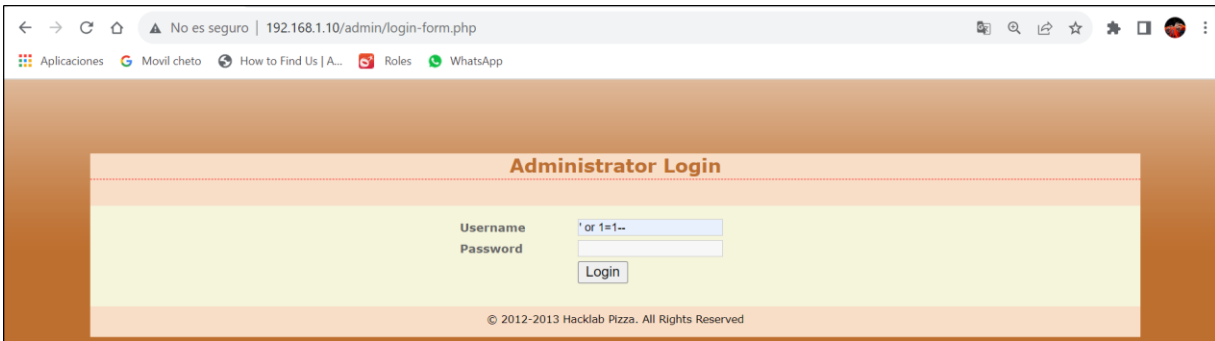 No es seguro | 192.168.1.10/admin/login-form.php
Aplicaciones Movil cheto How to Find Us | A... Roles WhatsApp
Administrator Login
Username ' or 1=1--
Password
Login
© 2012-2013 Hacklab Pizza. All Rights Reserved